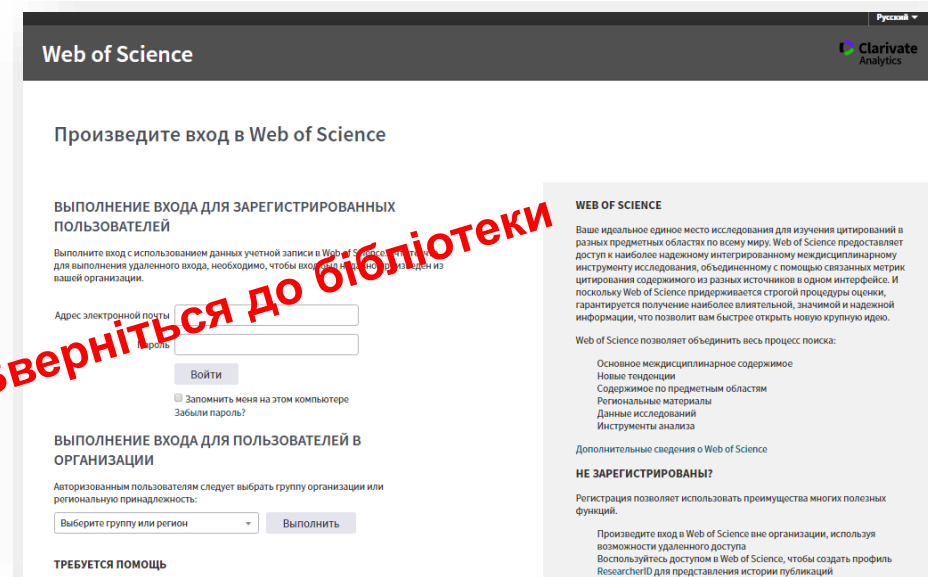 Русский
Web of Science
Clarivate
Analytics
Произведите вход в Web of Science
ВЫПОЛНЕНИЕ ВХОДА ДЛЯ ЗАРЕГИСТРИРОВАННЫХ
ПОЛЬЗОВАТЕЛЕЙ
Выполните вход с использованием данных учетной записи в Web of Science.
для выполнения удаленного входа, необходимо, чтобы вход был недавно произведен из
вашей организации.
Адрес электронной почты
Пароль
Войти
Запомнить меня на этом компьютере
Забыли пароль?
ВЫПОЛНЕНИЕ ВХОДА ДЛЯ ПОЛЬЗОВАТЕЛЕЙ В
ОРГАНИЗАЦИИ
Авторизованным пользователям следует выбрать группу организации или
региональную принадлежность:
Выберите группу или регион
Выполнить
ТРЕБУЕТСЯ ПОМОЩЬ
до бібліотеки
WEB OF SCIENCE
Ваше идеальное единое место исследования для изучения цитирований в
разных предметных областях по всему миру. Web of Science предоставляет
доступ к наиболее надежному интегрированному междисциплинарному
инструменту исследования, объединенному с помощью связанных метрик
цитирования содержимого из разных источников в одном интерфейсе. И
поскольку Web of Science придерживается строгой процедуры оценки,
гарантируется получение наиболее влиятельной, значимой и надежной
информации, что позволит вам быстрее открыть новую крупную идею.
Web of Science позволяет объединить весь процесс поиска:
Основное междисциплинарное содержимое
Новые тенденции
Содержимое по предметным областям
Региональные материалы
Данные исследований
Инструменты анализа
Дополнительные сведения о Web of Science
НЕ ЗАРЕГИСТРИРОВАНЫ?
Регистрация позволяет использовать преимущества многих полезных
функций.
Произведите вход в Web of Science вне организации, используя
возможности удаленного доступа
Воспользуйтесь доступом в Web of Science, чтобы создать профиль
ResearcherID для представления истории публикаций